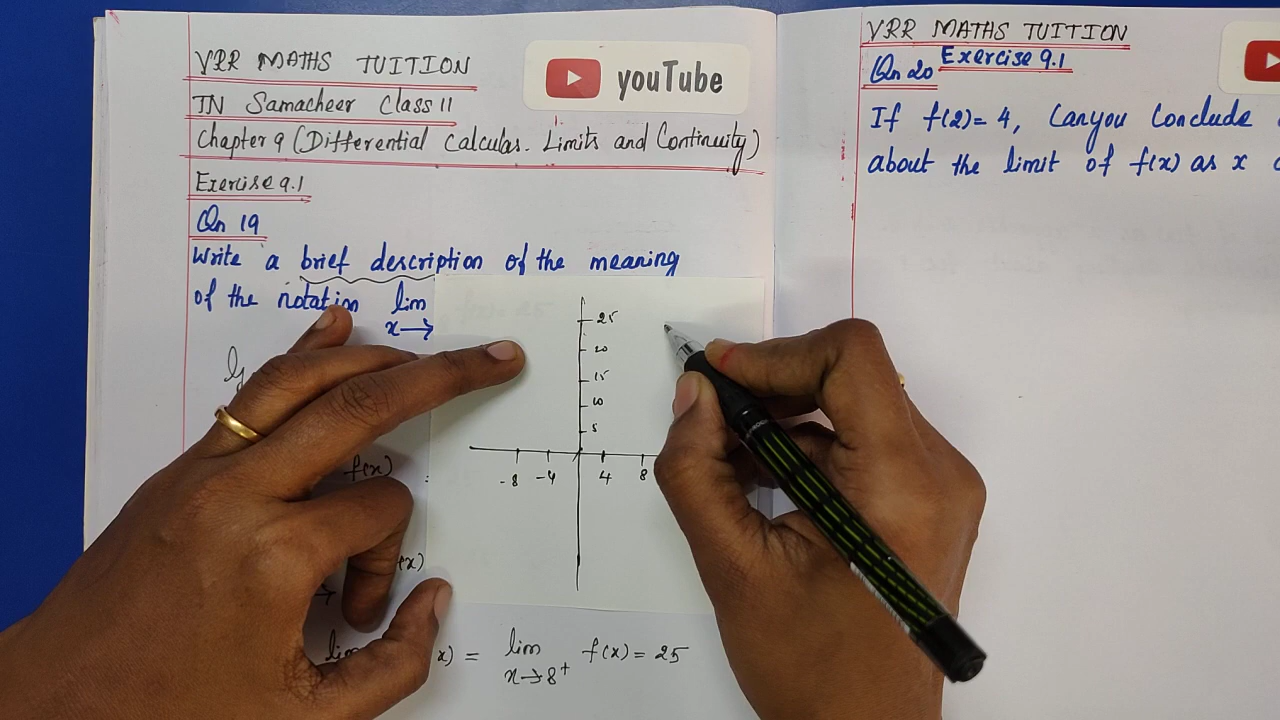 VRR MATHS TUITION
TN Samacheer Class 11
Chapter 9 (Differential Calculas. Limits and Continuity)
Exercise 9.1
Qn 19
Write a brief description of the meaning
of the notation lim
x→
f(x)
:
(x)
→
lim x) = lim f(x) = 25
x→8⁺
25
20
15
10
5
-8 -4 4 8
YouTube
VRR MATHS TUITION
Exercise 9.1
Qn 20
If f(2) = 4, Can you Conclude
about the limit of f(x) as x